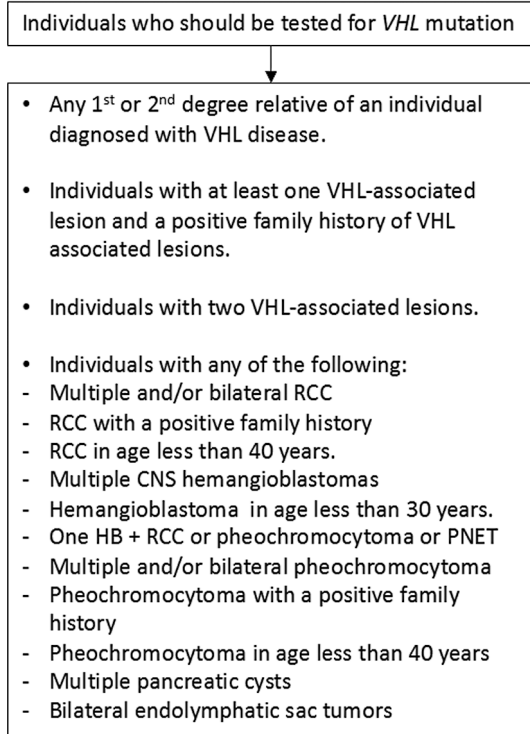 Individuals who should be tested for VHL mutation
• Any 1st or 2nd degree relative of an individual
diagnosed with VHL disease.
• Individuals with at least one VHL-associated
lesion and a positive family history of VHL
associated lesions.
• Individuals with two VHL-associated lesions.
• Individuals with any of the following:
- Multiple and/or bilateral RCC
- RCC with a positive family history
- RCC in age less than 40 years.
- Multiple CNS hemangioblastomas
- Hemangioblastoma in age less than 30 years.
- One HB + RCC or pheochromocytoma or PNET
- Multiple and/or bilateral pheochromocytoma
- Pheochromocytoma with a positive family
history
- Pheochromocytoma in age less than 40 years
- Multiple pancreatic cysts
- Bilateral endolymphatic sac tumors